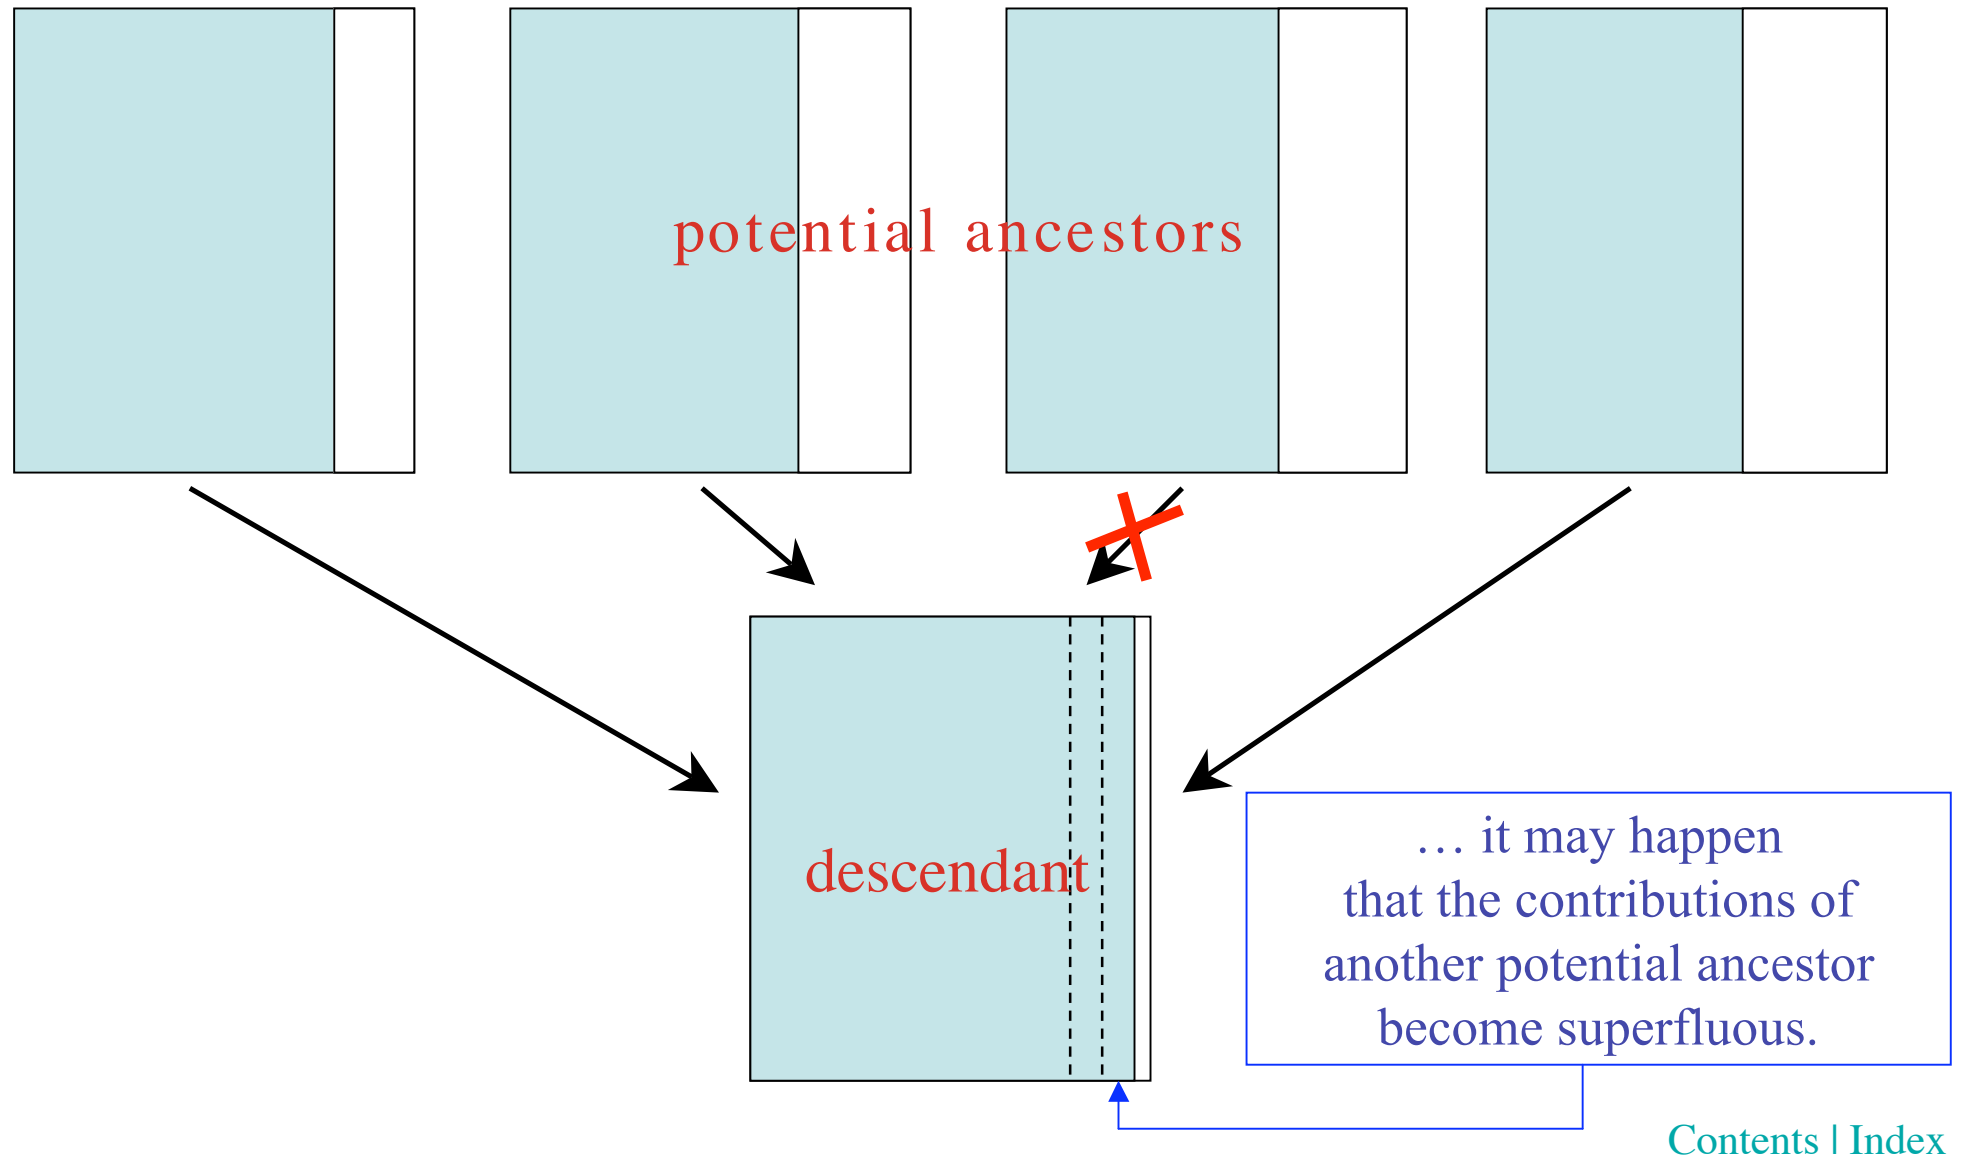 potential ancestors
descendant
… it may happen
that the contributions of
another potential ancestor
become superfluous.
Contents | Index